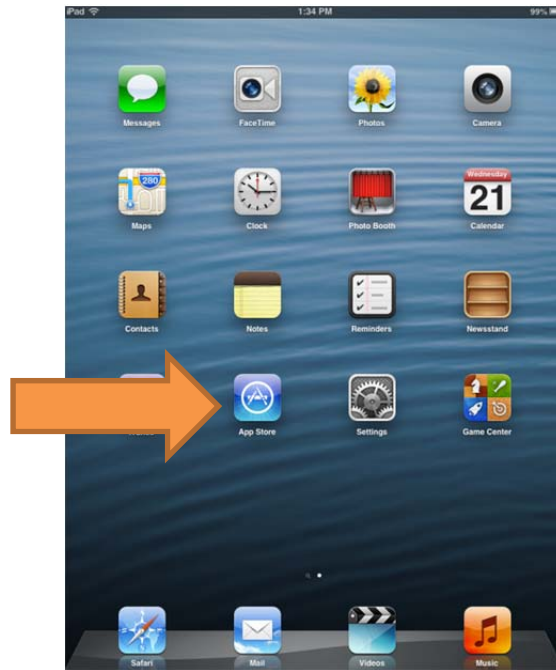 iPad 1:34 PM 99%
Messages FaceTime Photos Camera
280 Wednesday
21
Maps Clock Photo Booth Calendar
Contacts Notes Reminders Newsstand
App Store Settings Game Center
Safari Mail Videos Music